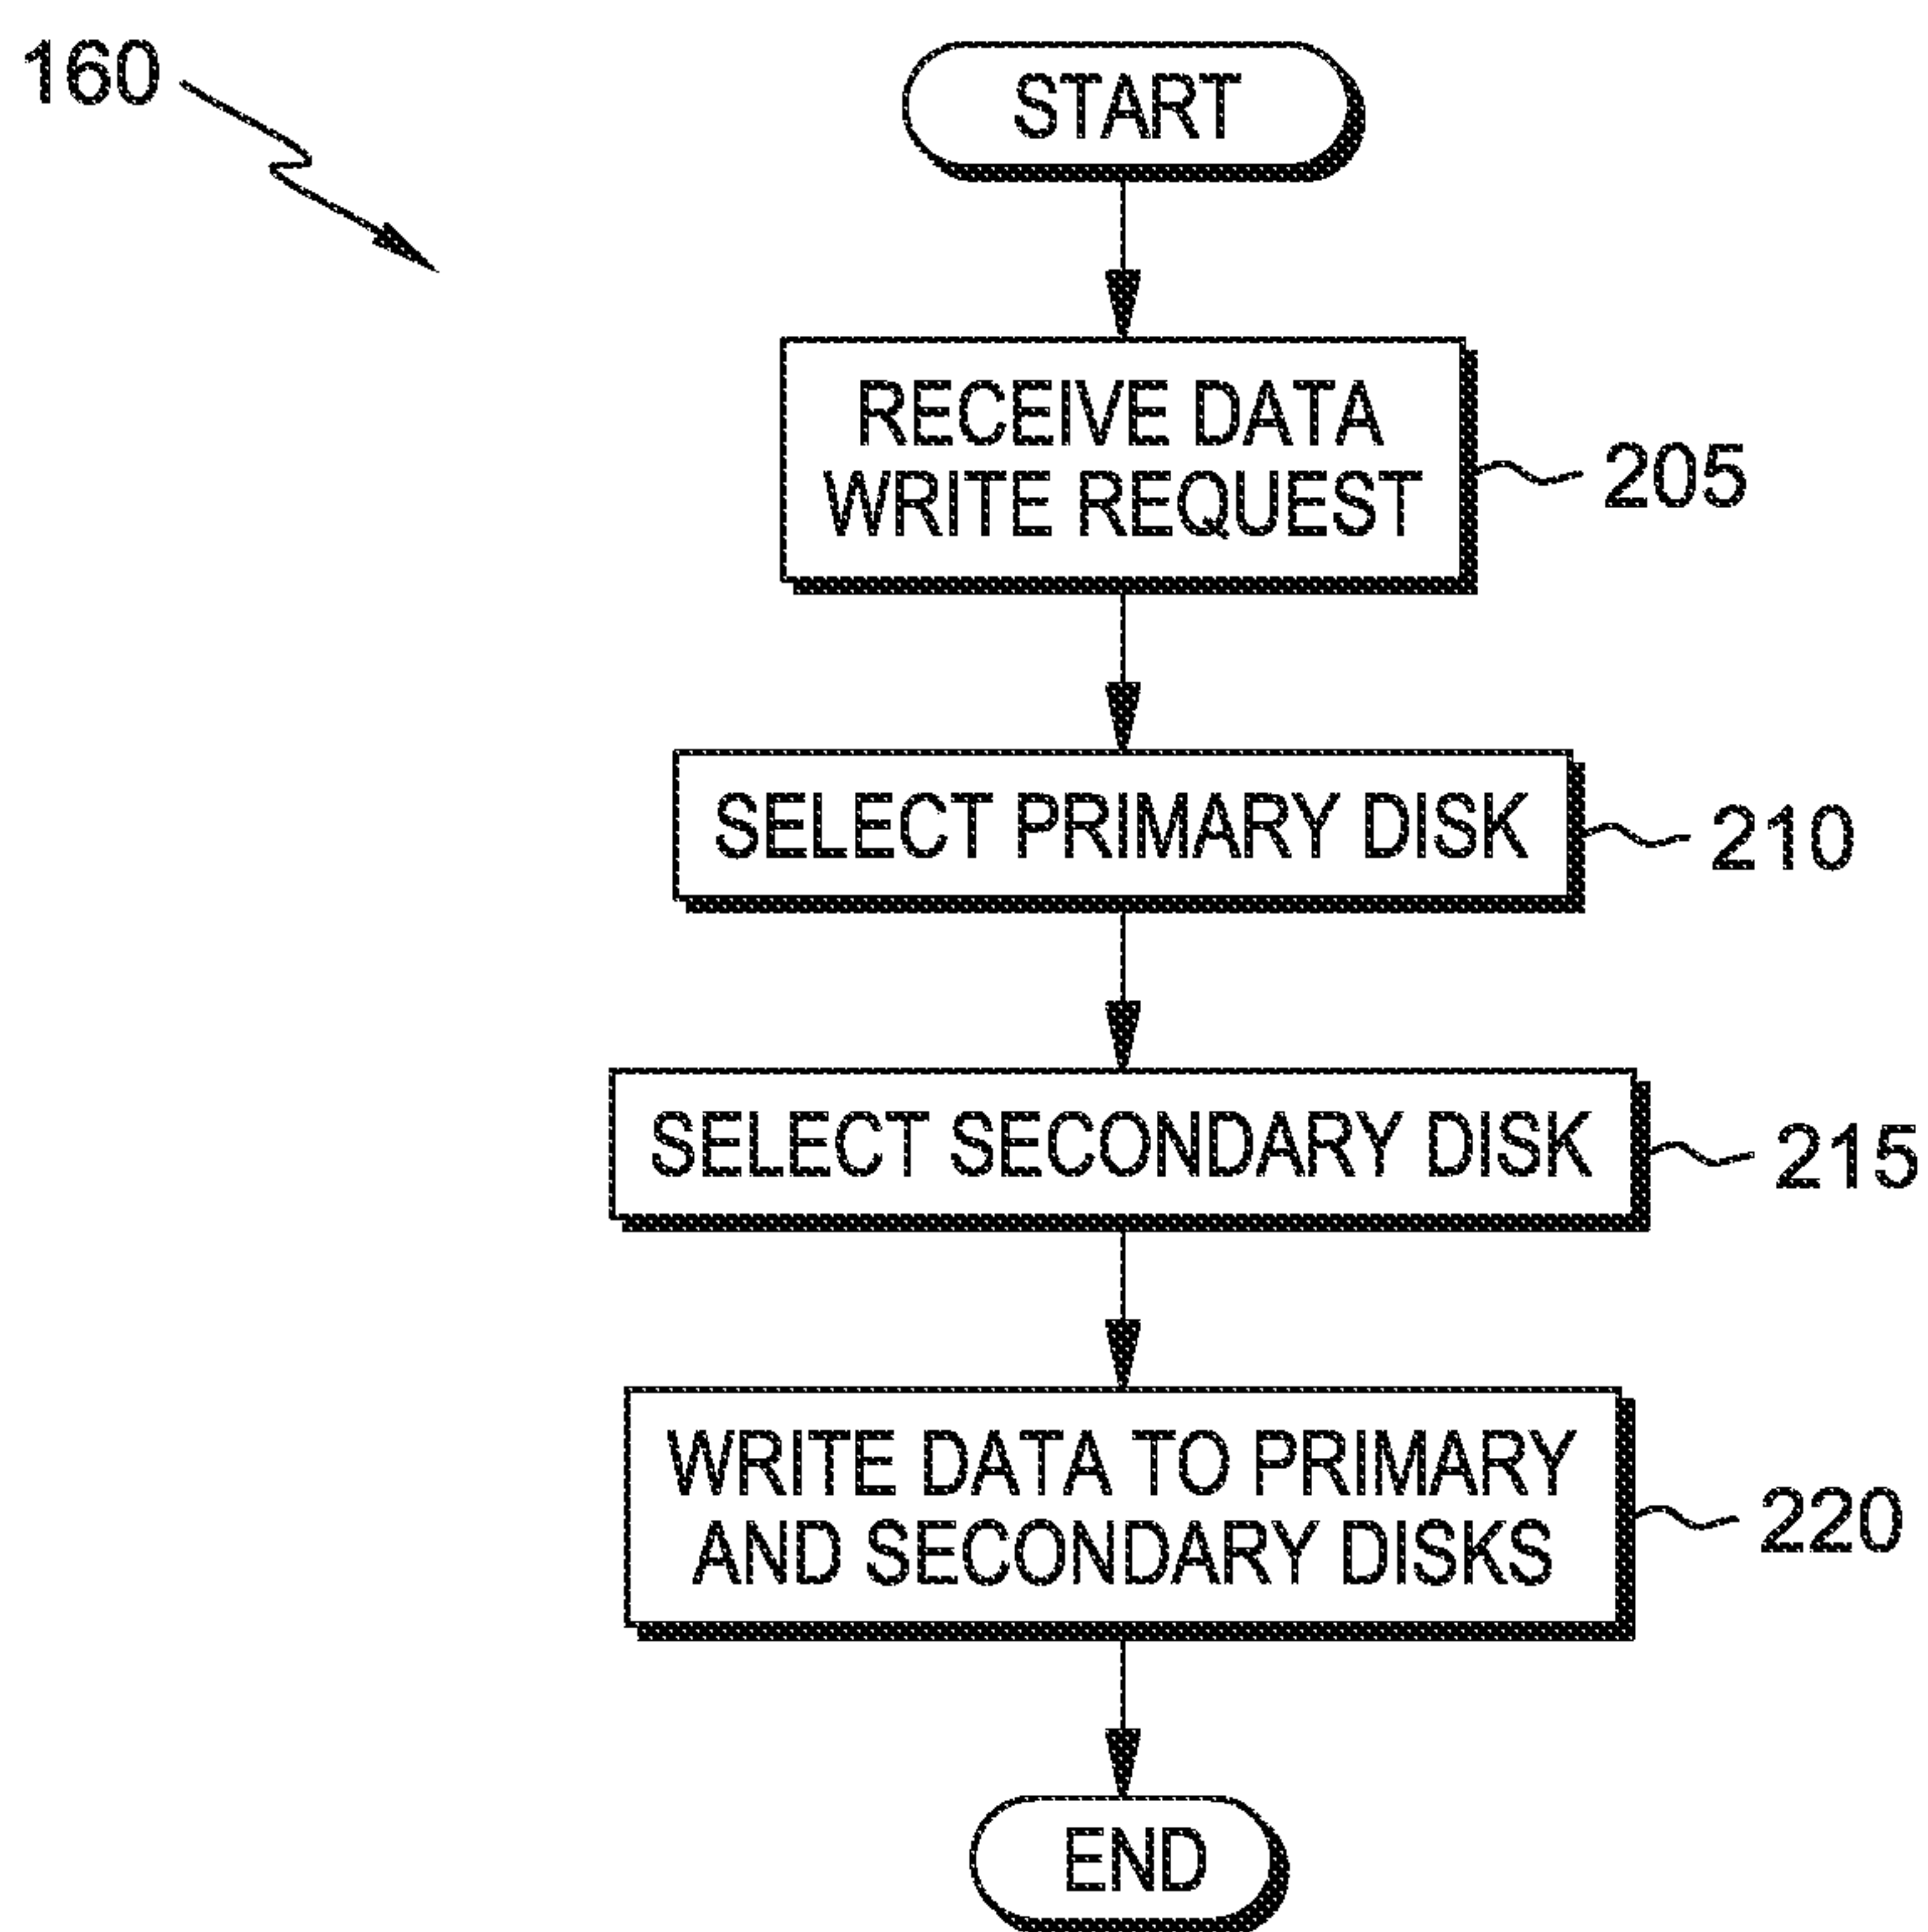 160
START
RECEIVE DATA
WRITE REQUEST
205
SELECT PRIMARY DISK
210
SELECT SECONDARY DISK
215
WRITE DATA TO PRIMARY
AND SECONDARY DISKS
220
END